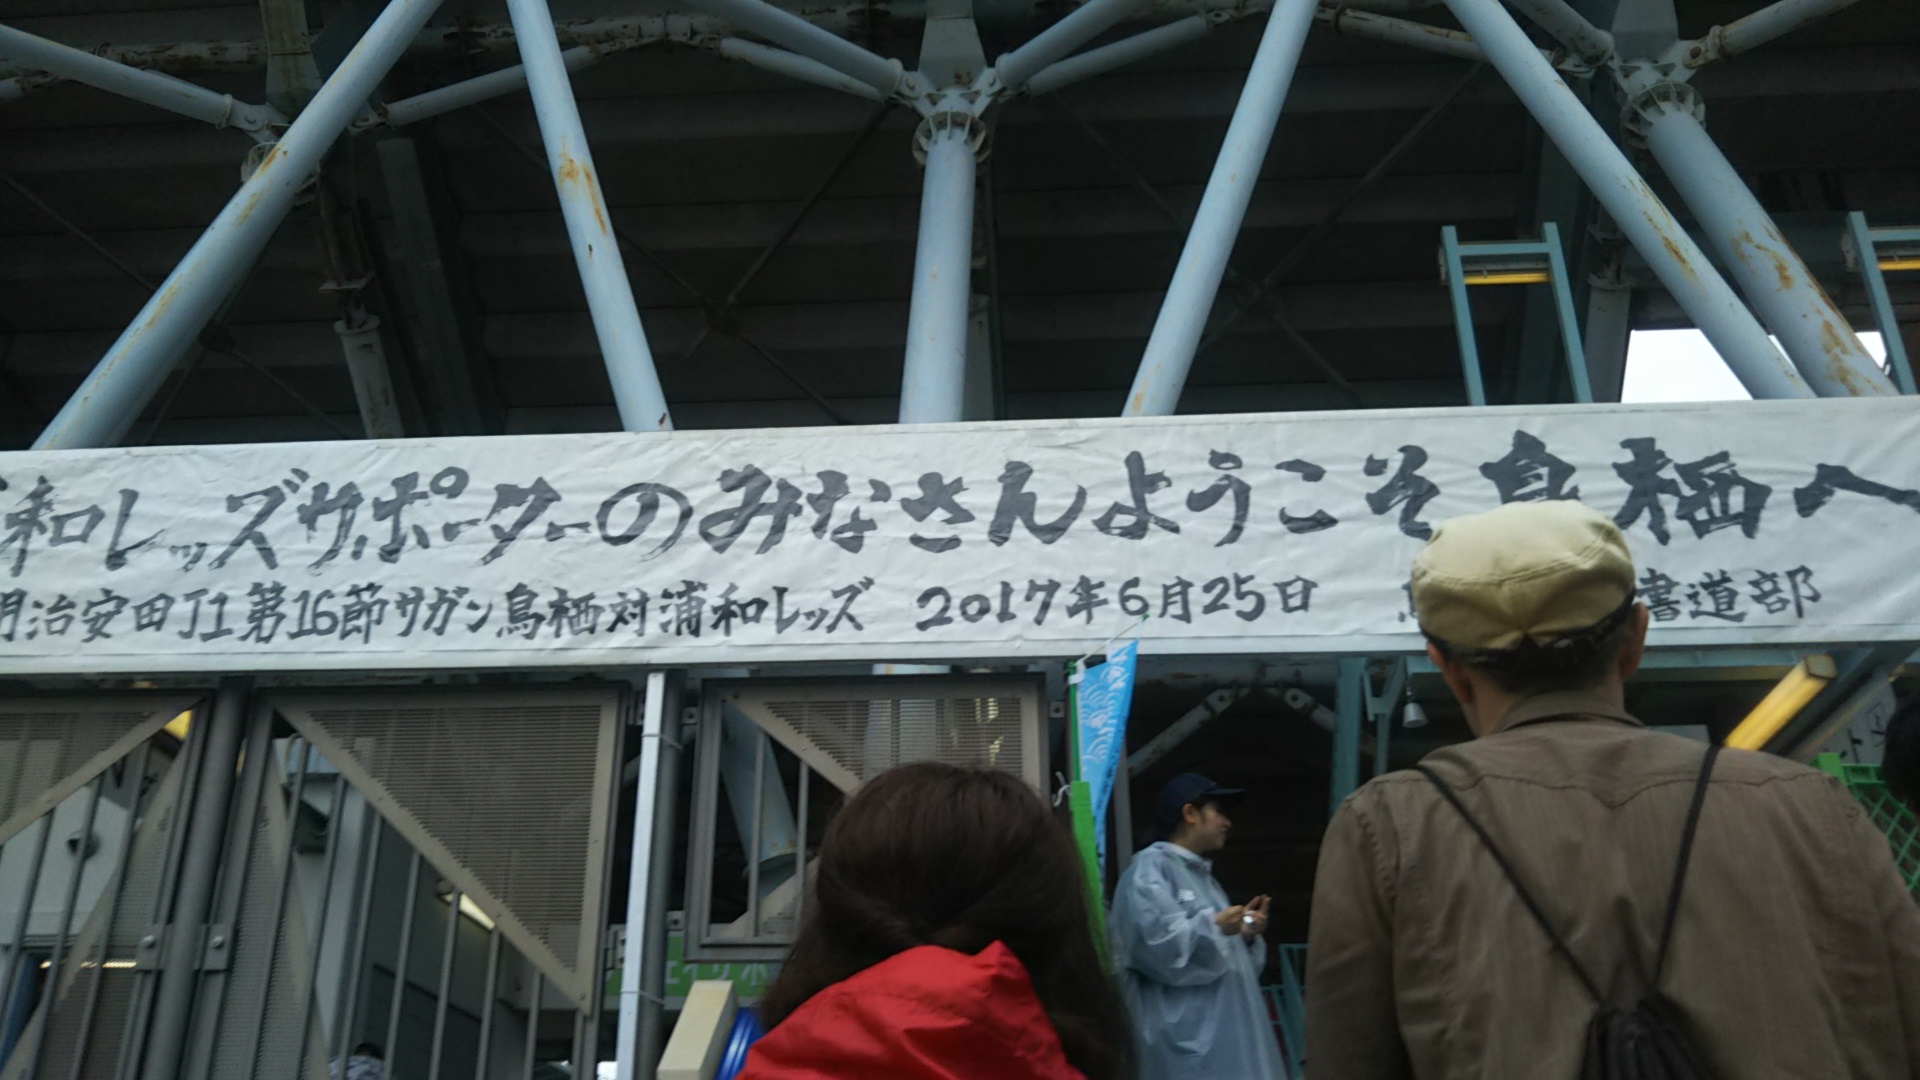 和レッズサポーターのみなさんようこそ鳥栖へ
明治安田J1第16節サガン鳥栖対浦和レッズ 2017年6月25日 書道部